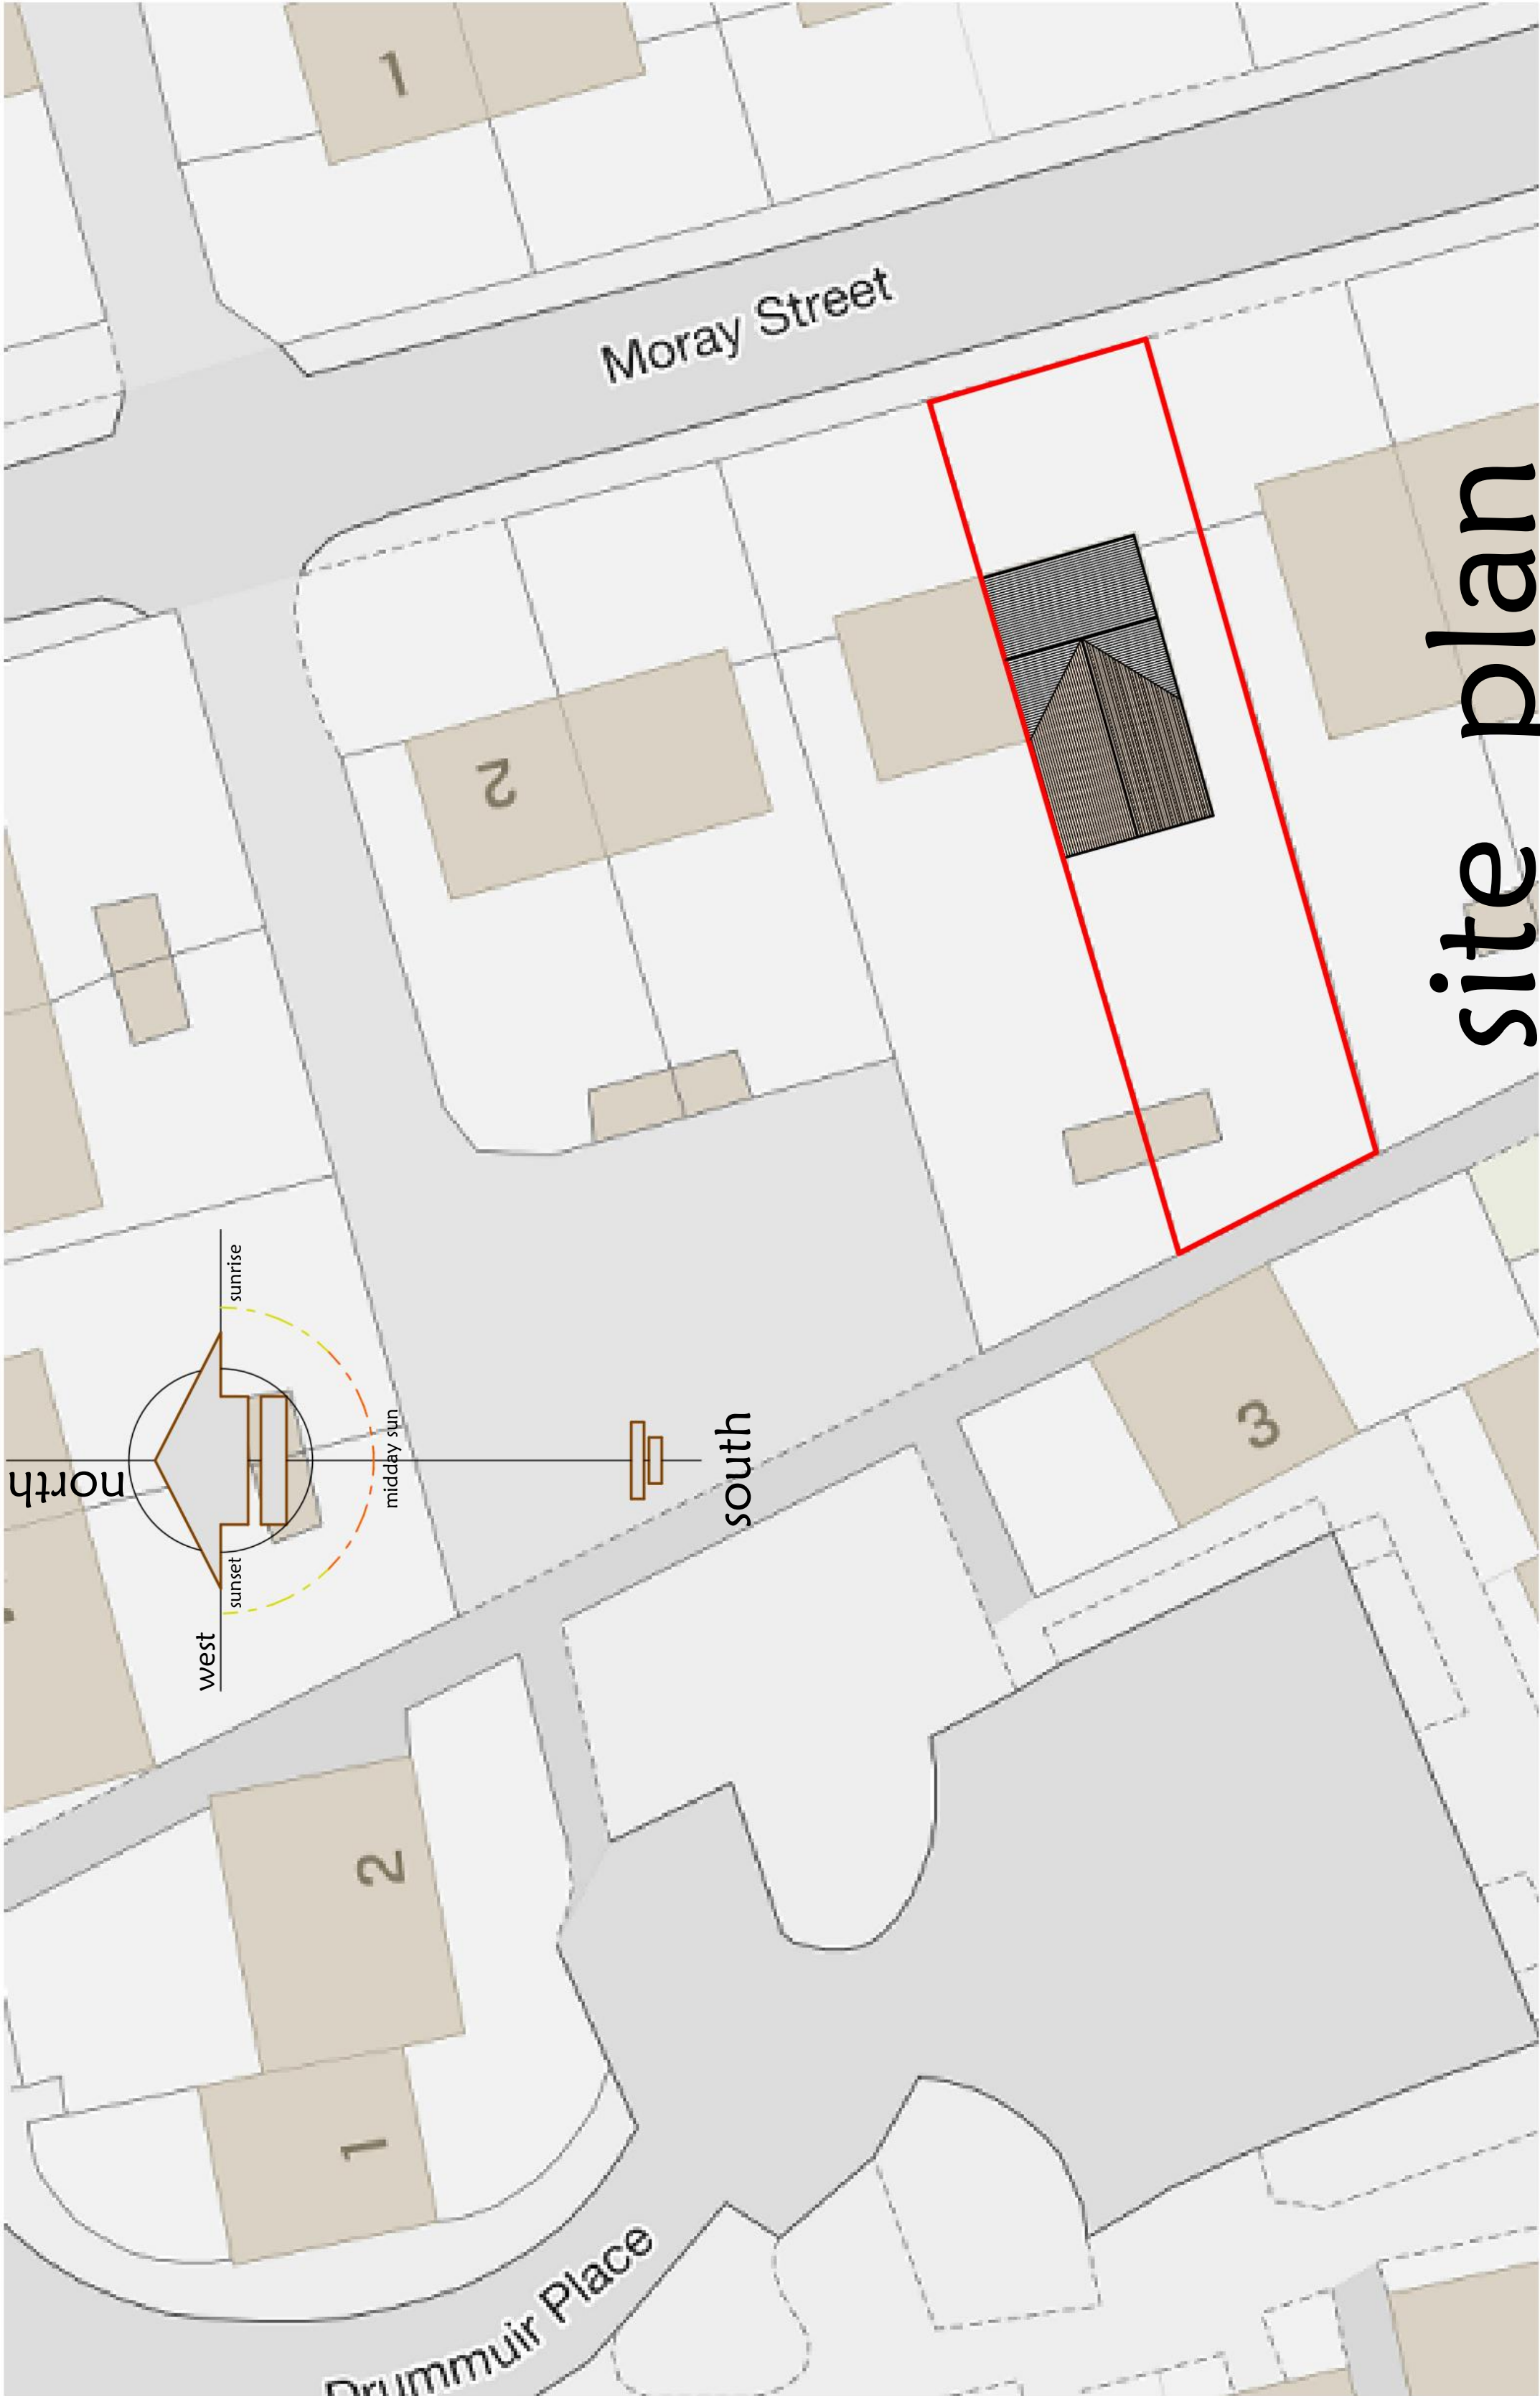 1
Moray Street
2
site plan
sunrise
north
midday sun
south
sunset
west
3
2
1
Drummuir Place